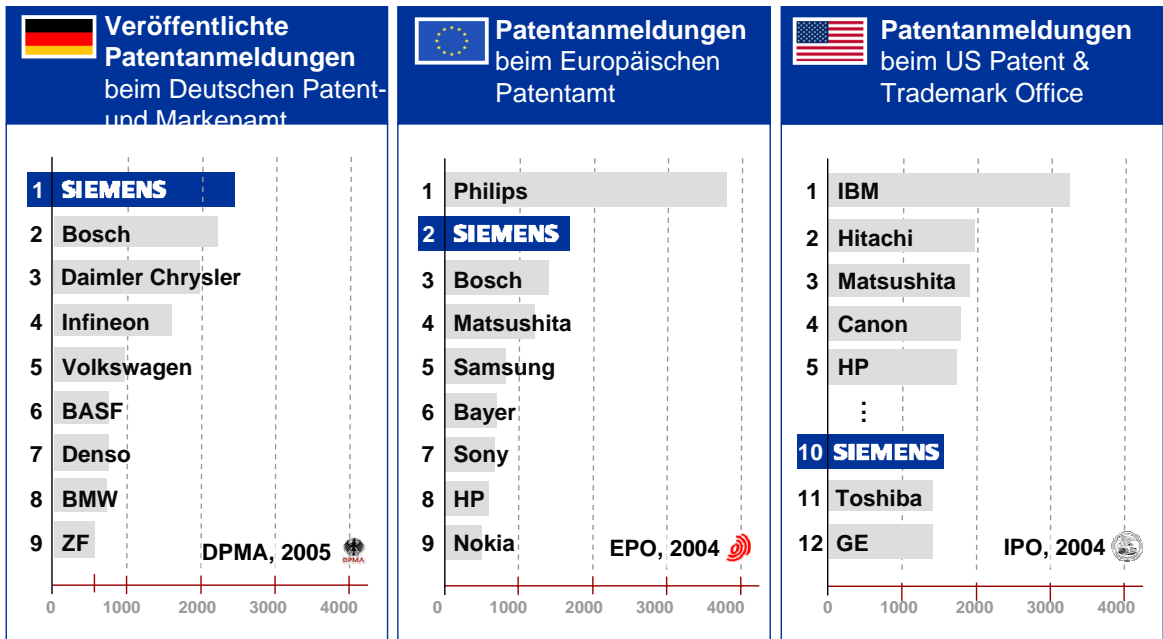 Veröffentlichte
Patentanmeldungen
beim Deutschen Patent-
und Markenamt
1 SIEMENS
2 Bosch
3 Daimler Chrysler
4 Infineon
5 Volkswagen
6 BASF
7 Denso
8 BMW
9 ZF
DPMA, 2005
DPMA
0 1000 2000 3000 4000
Patentanmeldungen
beim Europäischen
Patentamt
1 Philips
2 SIEMENS
3 Bosch
4 Matsushita
5 Samsung
6 Bayer
7 Sony
8 HP
9 Nokia
EPO, 2004
0 1000 2000 3000 4000
Patentanmeldungen
beim US Patent &
Trademark Office
1 IBM
2 Hitachi
3 Matsushita
4 Canon
5 HP
⋮
10 SIEMENS
11 Toshiba
12 GE
IPO, 2004
0 1000 2000 3000 4000